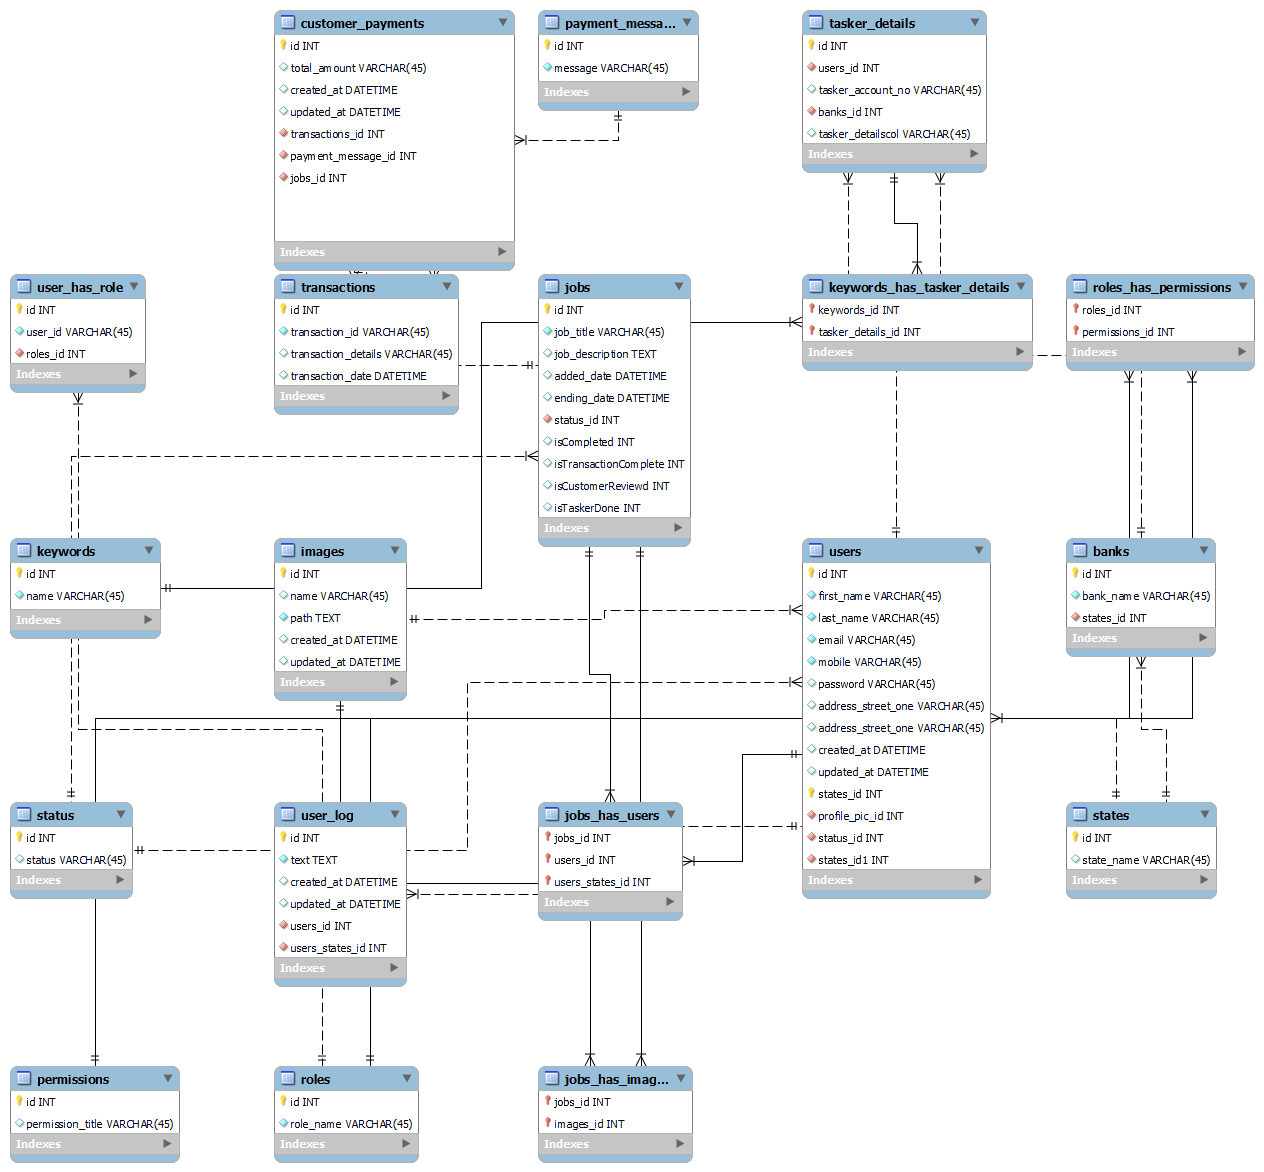 customer_payments
id INT
total_amount VARCHAR(45)
created_at DATETIME
updated_at DATETIME
transactions_id INT
payment_message_id INT
jobs_id INT
Indexes
payment_messa...
id INT
message VARCHAR(45)
Indexes
tasker_details
id INT
users_id INT
tasker_account_no VARCHAR(45)
banks_id INT
tasker_detailscol VARCHAR(45)
Indexes
user_has_role
id INT
user_id VARCHAR(45)
roles_id INT
Indexes
transactions
id INT
transaction_id VARCHAR(45)
transaction_details VARCHAR(45)
transaction_date DATETIME
Indexes
jobs
id INT
job_title VARCHAR(45)
job_description TEXT
added_date DATETIME
ending_date DATETIME
status_id INT
isCompleted INT
isTransactionComplete INT
isCustomerReviewd INT
isTaskerDone INT
Indexes
keywords_has_tasker_details
keywords_id INT
tasker_details_id INT
Indexes
roles_has_permissions
roles_id INT
permissions_id INT
Indexes
keywords
id INT
name VARCHAR(45)
Indexes
images
id INT
name VARCHAR(45)
path TEXT
created_at DATETIME
updated_at DATETIME
Indexes
users
id INT
first_name VARCHAR(45)
last_name VARCHAR(45)
email VARCHAR(45)
mobile VARCHAR(45)
password VARCHAR(45)
address_street_one VARCHAR(45)
address_street_one VARCHAR(45)
created_at DATETIME
updated_at DATETIME
states_id INT
profile_pic_id INT
status_id INT
states_id1 INT
Indexes
banks
id INT
bank_name VARCHAR(45)
states_id INT
Indexes
status
id INT
status VARCHAR(45)
Indexes
user_log
id INT
text TEXT
created_at DATETIME
updated_at DATETIME
users_id INT
users_states_id INT
Indexes
jobs_has_users
jobs_id INT
users_id INT
users_states_id INT
Indexes
states
id INT
state_name VARCHAR(45)
Indexes
permissions
id INT
permission_title VARCHAR(45)
Indexes
roles
id INT
role_name VARCHAR(45)
Indexes
jobs_has_imag...
jobs_id INT
images_id INT
Indexes